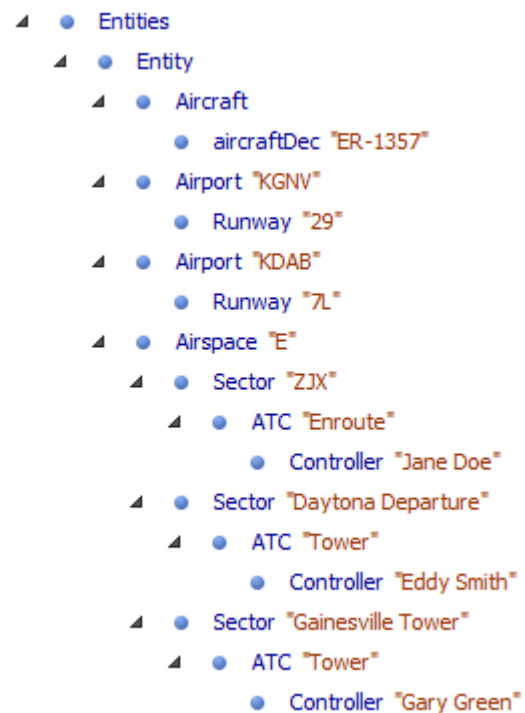 Entities
Entity
Aircraft
aircraftDec "ER-1357"
Airport "KGNV"
Runway "29"
Airport "KDAB"
Runway "7L"
Airspace "E"
Sector "ZJX"
ATC "Enroute"
Controller "Jane Doe"
Sector "Daytona Departure"
ATC "Tower"
Controller "Eddy Smith"
Sector "Gainesville Tower"
ATC "Tower"
Controller "Gary Green"